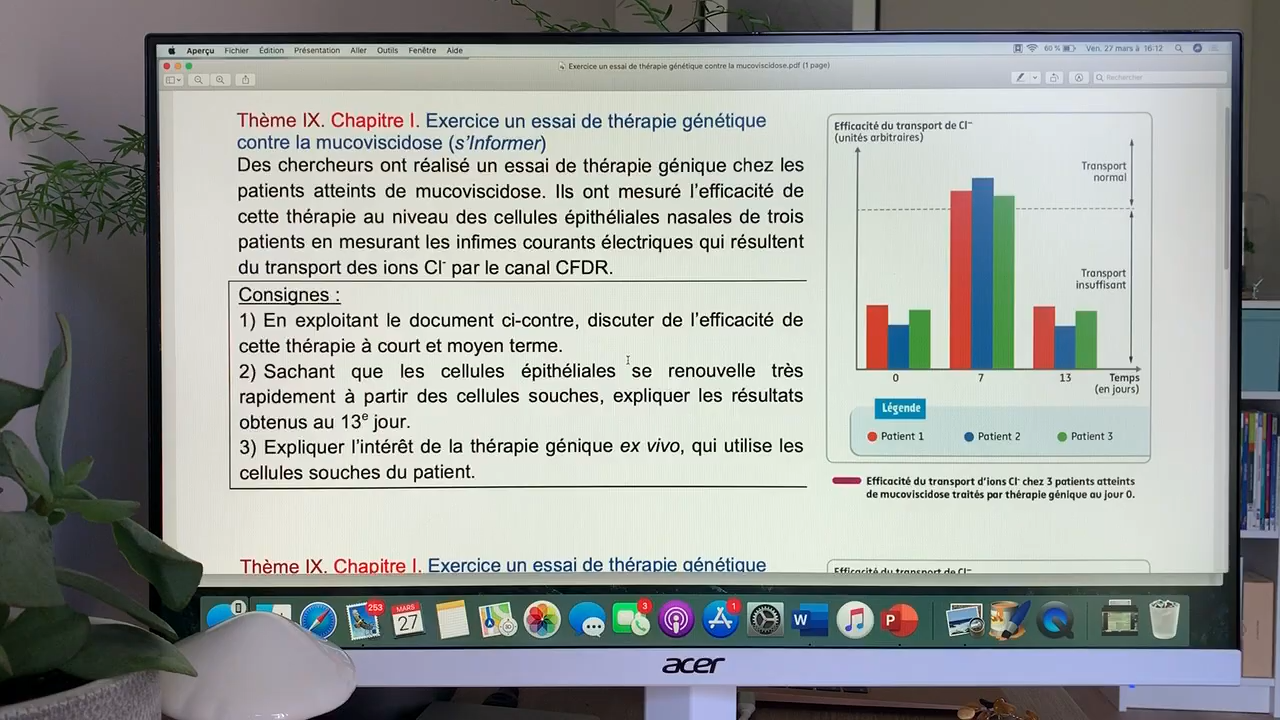 Aperçu Fichier Édition Présentation Aller Outils Fenêtre Aide
60 % Ven. 27 mars à 16:12
Exercice un essai de thérapie génétique contre la mucoviscidose.pdf (1 page)
Rechercher
Thème IX. Chapitre I. Exercice un essai de thérapie génétique
contre la mucoviscidose (s'Informer)
Des chercheurs ont réalisé un essai de thérapie génique chez les
patients atteints de mucoviscidose. Ils ont mesuré l'efficacité de
cette thérapie au niveau des cellules épithéliales nasales de trois
patients en mesurant les infimes courants électriques qui résultent
du transport des ions Cl- par le canal CFDR.
Consignes :
1) En exploitant le document ci-contre, discuter de l'efficacité de
cette thérapie à court et moyen terme.
2) Sachant que les cellules épithéliales se renouvelle très
rapidement à partir des cellules souches, expliquer les résultats
obtenus au 13e jour.
3) Expliquer l'intérêt de la thérapie génique ex vivo, qui utilise les
cellules souches du patient.
Efficacité du transport de Cl–
(unités arbitraires)
Transport
normal
Transport
insuffisant
0 7 13 Temps
(en jours)
Légende
Patient 1 Patient 2 Patient 3
Efficacité du transport d'ions Cl- chez 3 patients atteints
de mucoviscidose traités par thérapie génique au jour 0.
Thème IX. Chapitre I. Exercice un essai de thérapie génétique
Efficacité du transport de Cl–
253
MARS
27
3
1
W
P
acer